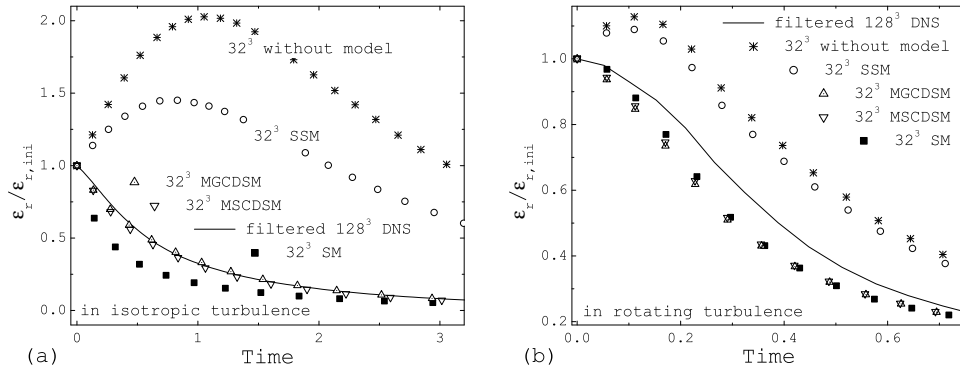 2.0
1.5
1.0
0.5
0.0
ε_r/ε_{r,ini}
32³ without model
32³ SSM
32³ MGCDSM
32³ MSCDSM
filtered 128³ DNS
32³ SM
in isotropic turbulence
0 1 2 3
(a) Time
1.0
0.8
0.6
0.4
0.2
ε_r/ε_{r,ini}
filtered 128³ DNS
32³ without model
32³ SSM
32³ MGCDSM
32³ MSCDSM
32³ SM
in rotating turbulence
0.0 0.2 0.4 0.6
(b) Time